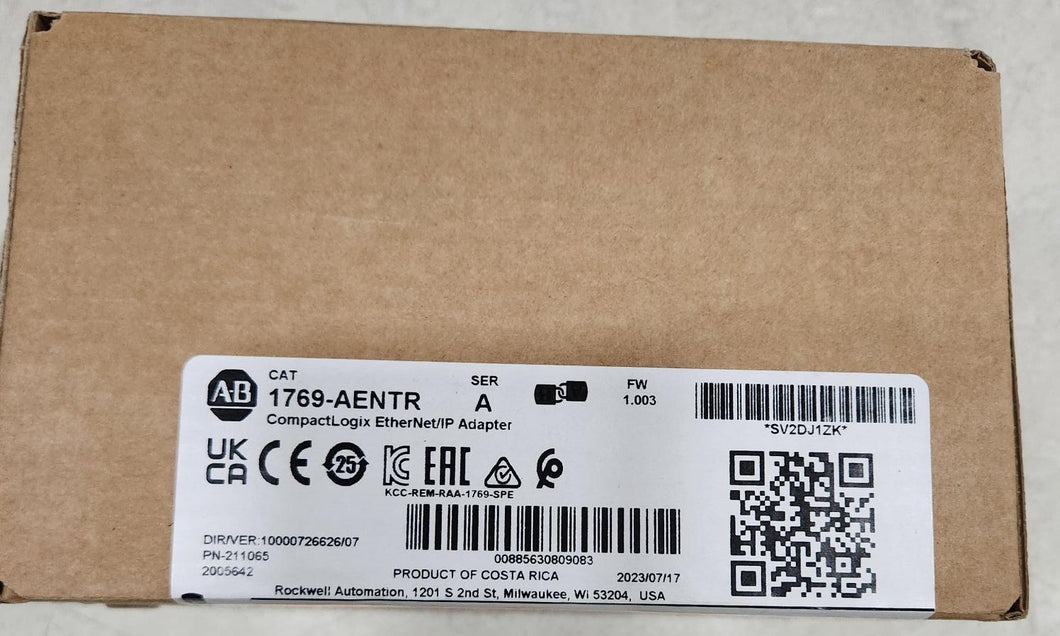 AB
CAT
1769-AENTR
CompactLogix EtherNet/IP Adapter
SER
A
FW
1.003
*SV2DJ1ZK*
UK
CA
CE
25
KC
EAC
KCC-REM-RAA-1769-SPE
00885630809083
DIR/VER:10000726626/07
PN-211065
2005642
PRODUCT OF COSTA RICA
2023/07/17
Rockwell Automation, 1201 S 2nd St, Milwaukee, Wi 53204, USA